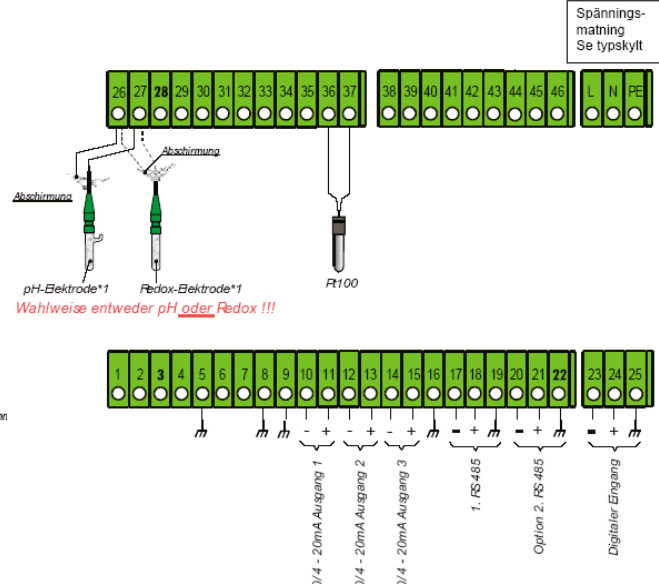 Spännings-
matning
Se typskylt
26 27 28 29 30 31 32 33 34 35 36 37 38 39 40 41 42 43 44 45 46 L N PE
Abschirmung
Abschirmung
pH-Elektrode*1 Redox-Elektrode*1 Pt100
Wahlweise entweder pH oder Redox !!!
1 2 3 4 5 6 7 8 9 10 11 12 13 14 15 16 17 18 19 20 21 22 23 24 25
- + - + - + - + - + - +
0/4 - 20mA Ausgang 1
0/4 - 20mA Ausgang 2
0/4 - 20mA Ausgang 3
1. RS485
Option 2. RS485
Digitaler Eingang